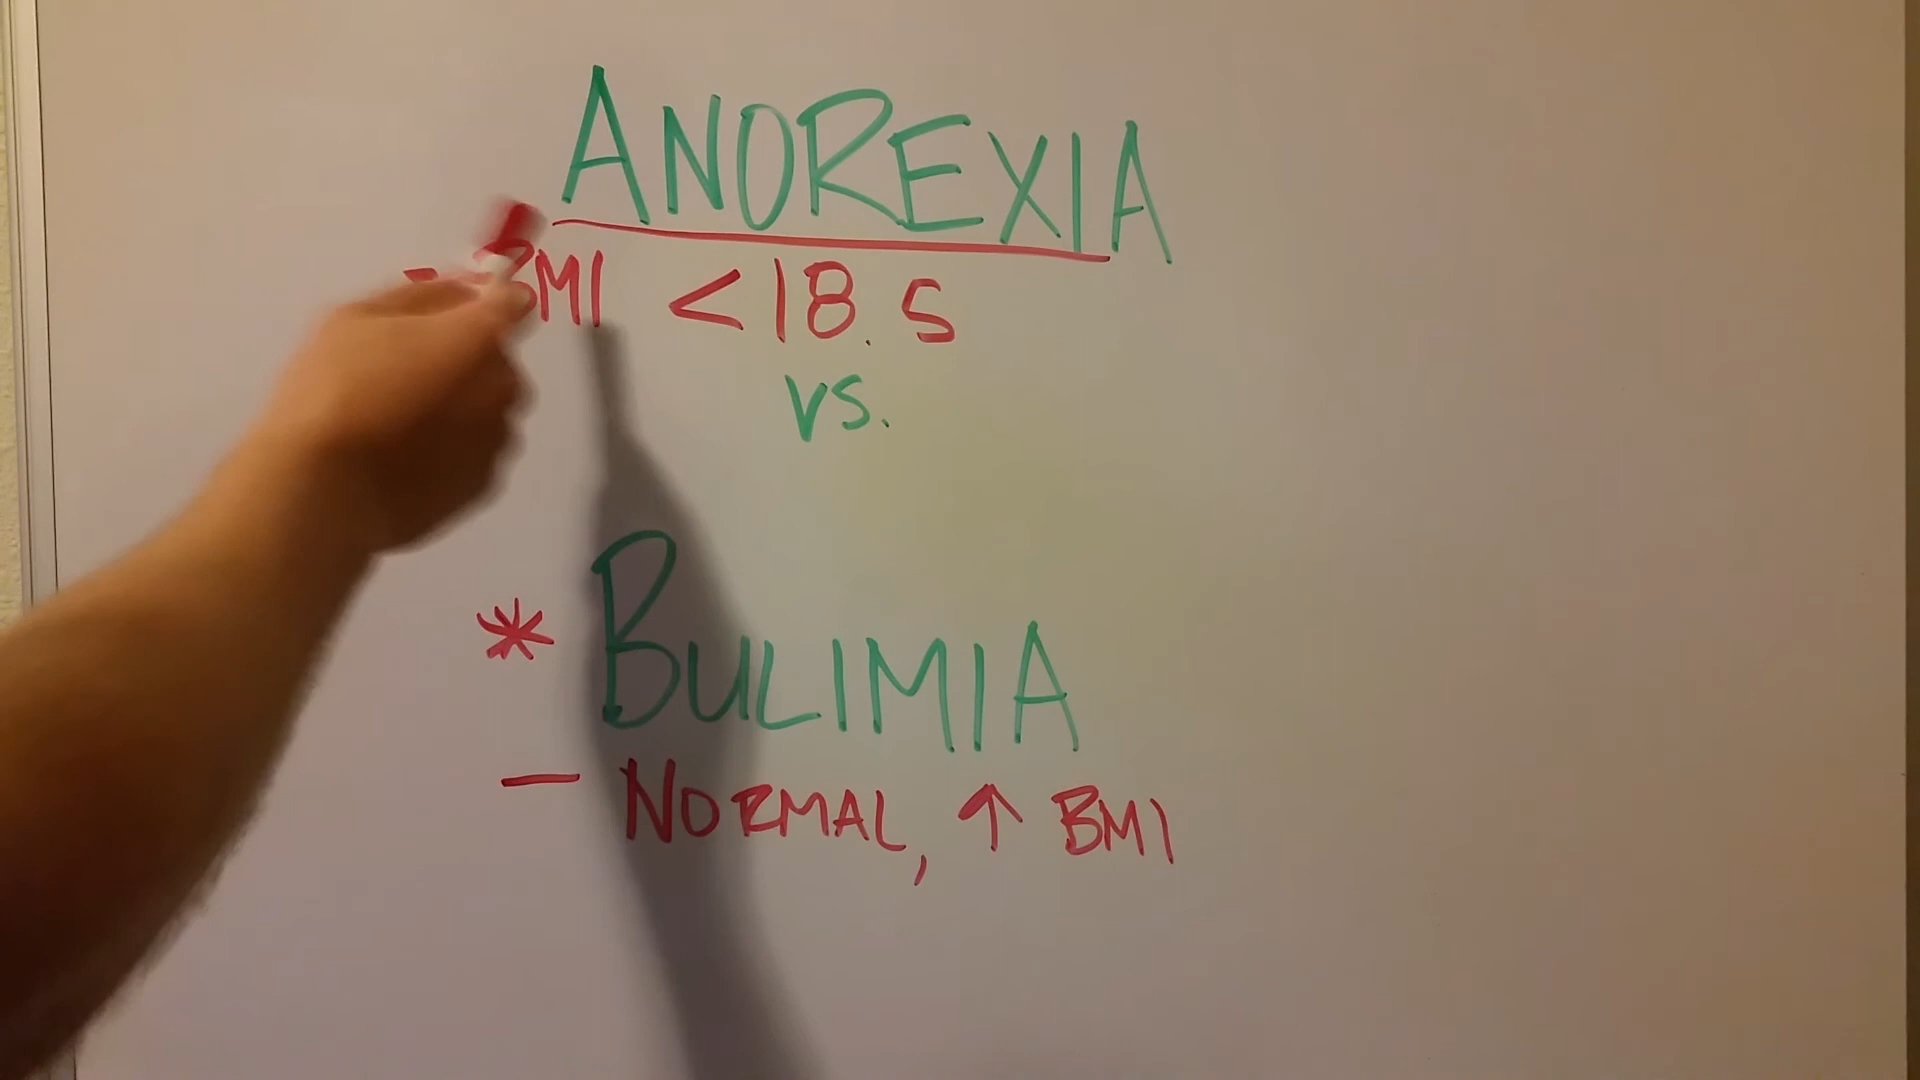 ANOREXIA
- BMI < 18.5
vs.
* BULIMIA
- NORMAL, ↑ BMI